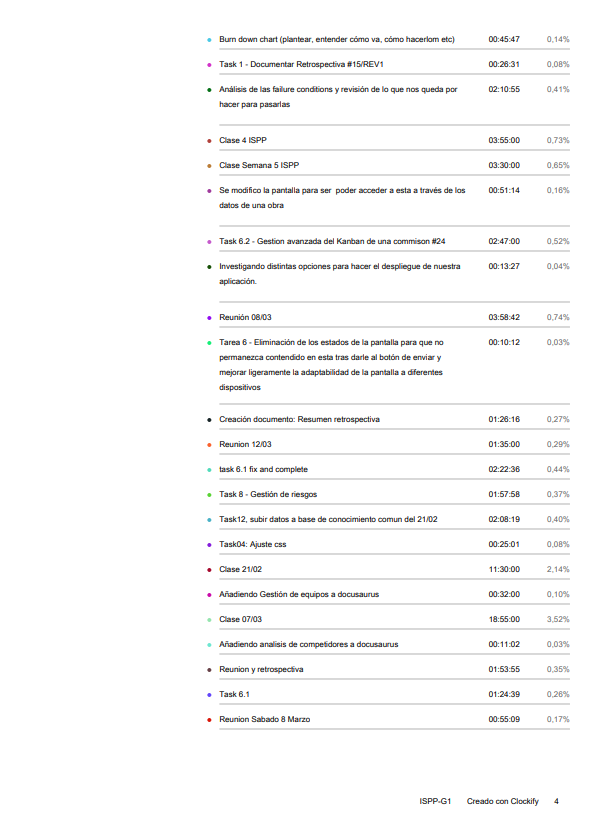 Burn down chart (plantear, entender cómo va, cómo hacerlom etc) 00:45:47 0,14%
Task 1 - Documentar Retrospectiva #15/REV1 00:26:31 0,08%
Análisis de las failure conditions y revisión de lo que nos queda por 02:10:55 0,41%
hacer para pasarlas
Clase 4 ISPP 03:55:00 0,73%
Clase Semana 5 ISPP 03:30:00 0,65%
Se modifico la pantalla para ser poder acceder a esta a través de los 00:51:14 0,16%
datos de una obra
Task 6.2 - Gestion avanzada del Kanban de una commison #24 02:47:00 0,52%
Investigando distintas opciones para hacer el despliegue de nuestra 00:13:27 0,04%
aplicación.
Reunión 08/03 03:58:42 0,74%
Tarea 6 - Eliminación de los estados de la pantalla para que no 00:10:12 0,03%
permanezca contendido en esta tras darle al botón de enviar y
mejorar ligeramente la adaptabilidad de la pantalla a diferentes
dispositivos
Creación documento: Resumen retrospectiva 01:26:16 0,27%
Reunion 12/03 01:35:00 0,29%
task 6.1 fix and complete 02:22:36 0,44%
Task 8 - Gestión de riesgos 01:57:58 0,37%
Task12, subir datos a base de conocimiento comun del 21/02 02:08:19 0,40%
Task04: Ajuste css 00:25:01 0,08%
Clase 21/02 11:30:00 2,14%
Añadiendo Gestión de equipos a docusaurus 00:32:00 0,10%
Clase 07/03 18:55:00 3,52%
Añadiendo analisis de competidores a docusaurus 00:11:02 0,03%
Reunion y retrospectiva 01:53:55 0,35%
Task 6.1 01:24:39 0,26%
Reunion Sabado 8 Marzo 00:55:09 0,17%
ISPP-G1 Creado con Clockify 4